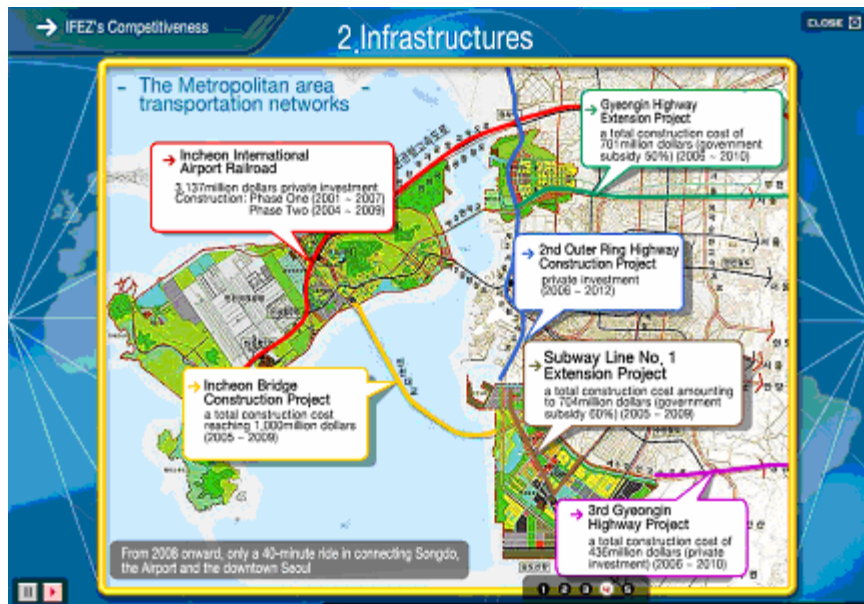 IFEZ's Competitiveness
CLOSE
2.Infrastructures
- The Metropolitan area -
transportation networks
Gyeongin Highway
Extension Project
a total construction cost of
701million dollars (government
subsidy 50%) (2006 ~ 2010)
Incheon International
Airport Railroad
3,137million dollars private investment
Construction: Phase One (2001 ~ 2007)
Phase Two (2004 ~ 2009)
2nd Outer Ring Highway
Construction Project
private investment
(2006 ~ 2012)
Subway Line No, 1
Extension Project
a total construction cost amounting
to 704million dollars (government
subsidy 60%) (2005 ~ 2009)
Incheon Bridge
Construction Project
a total construction cost
reaching 1,000million dollars
(2005 ~ 2009)
3rd Gyeongin
Highway Project
a total construction cost of
436million dollars (private
investment) (2006 ~ 2010)
From 2008 onward, only a 40-minute ride in connecting Songdo,
the Airport and the downtown Seoul
1 2 3 4 5